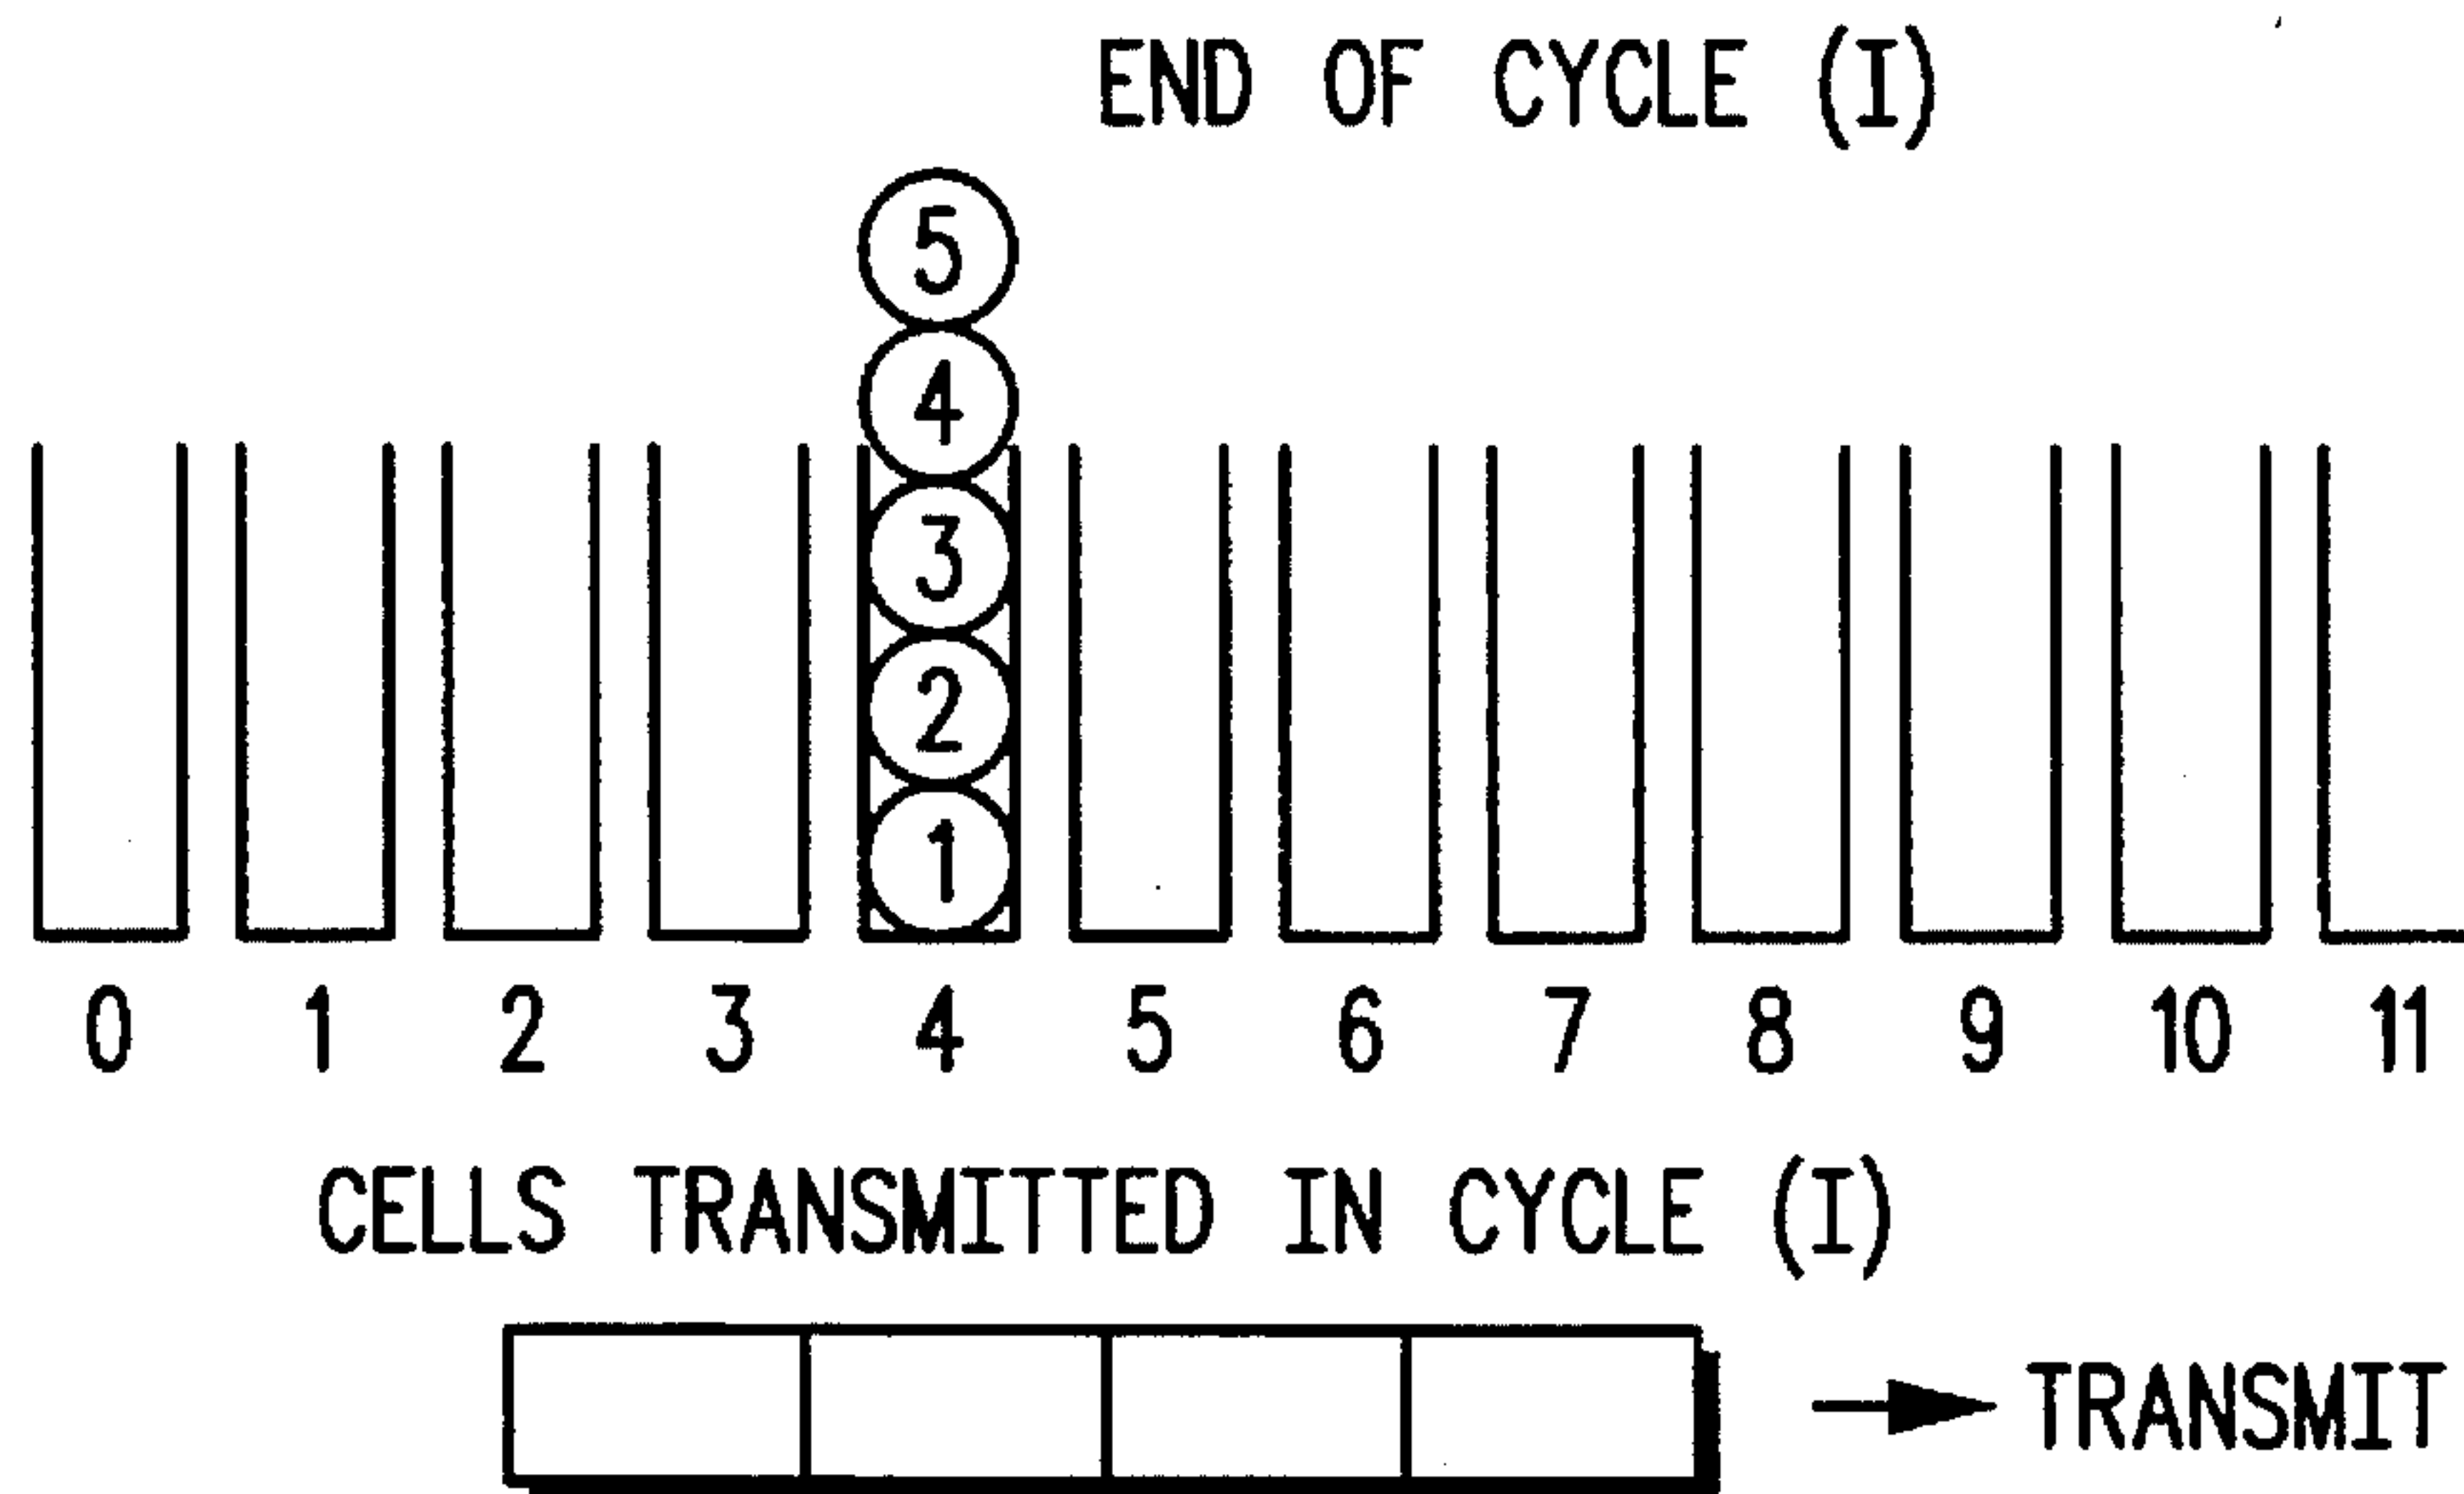 END OF CYCLE (I)
5
4
3
2
1
0 1 2 3 4 5 6 7 8 9 10 11
CELLS TRANSMITTED IN CYCLE (I)
TRANSMIT